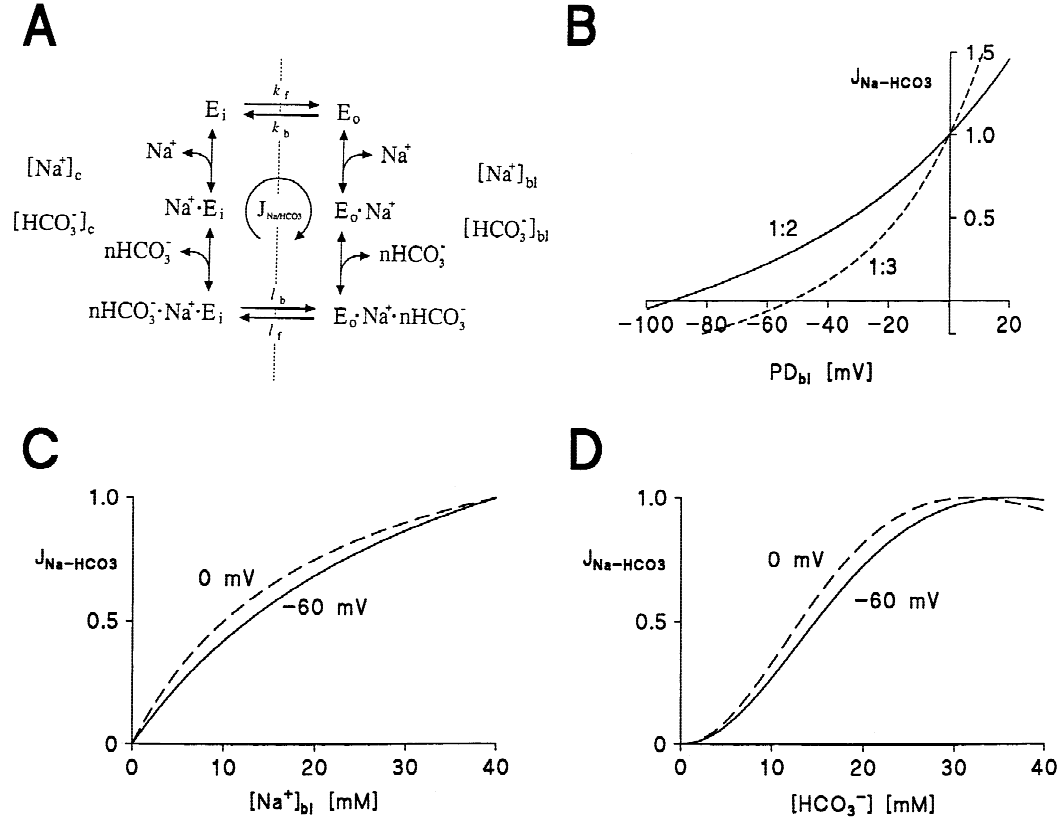 A
k f
E i E o
k b
Na⁺ Na⁺
[Na⁺]c [Na⁺]bl
Na⁺·E i J Na/HCO3 E o·Na⁺
[HCO₃⁻]c [HCO₃⁻]bl
nHCO₃⁻ nHCO₃⁻
l b
nHCO₃⁻·Na⁺·E i E o·Na⁺·nHCO₃⁻
l f
B
1.5
J Na-HCO3
1.0
1:2
0.5
1:3
-100 -80 -60 -40 -20 20
PD bl [mV]
C
1.0
J Na-HCO3
0 mV
-60 mV
0.5
0
0 10 20 30 40
[Na⁺]bl [mM]
D
1.0
J Na-HCO3
0 mV
-60 mV
0.5
0
0 10 20 30 40
[HCO₃⁻] [mM]